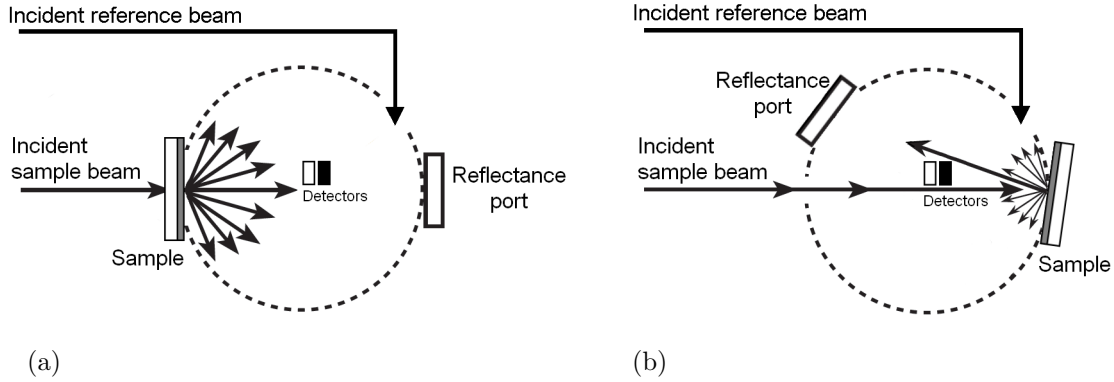 Incident reference beam
Incident
sample beam
Detectors
Reflectance
port
Sample
(a)
Incident reference beam
Reflectance
port
Incident
sample beam
Detectors
Sample
(b)